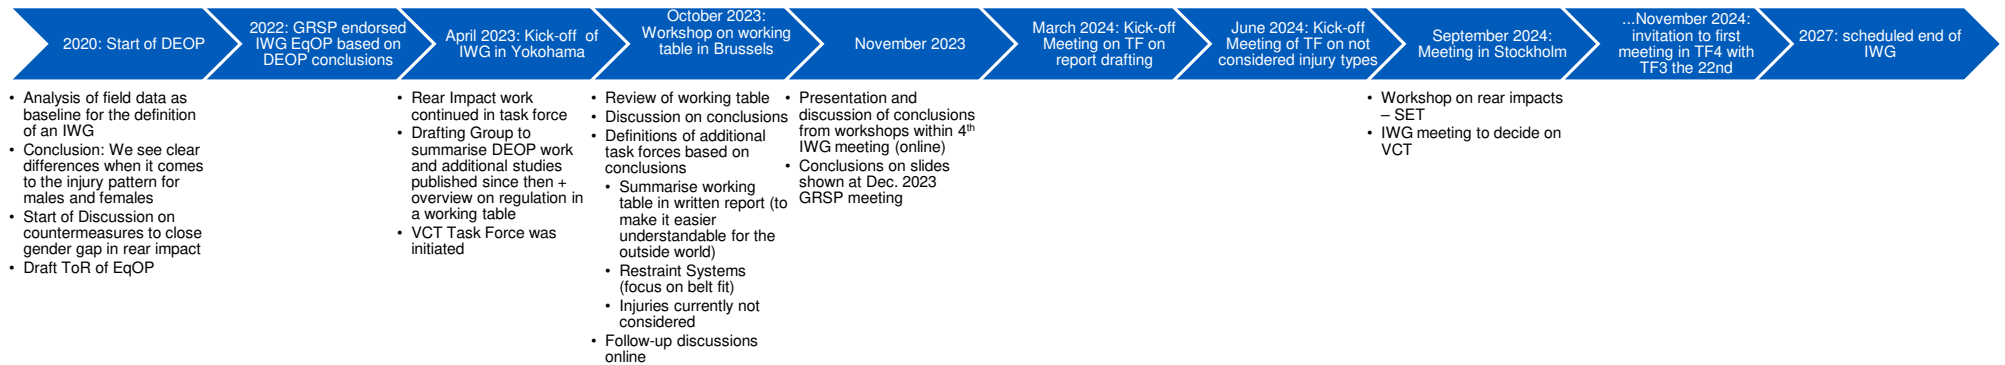 2020: Start of DEOP
• Analysis of field data as
baseline for the definition
of an IWG
• Conclusion: We see clear
differences when it comes
to the injury pattern for
males and females
• Start of Discussion on
countermeasures to close
gender gap in rear impact
• Draft ToR of EqOP
2022: GRSP endorsed
IWG EqOP based on
DEOP conclusions
April 2023: Kick-off of
IWG in Yokohama
• Rear Impact work
continued in task force
• Drafting Group to
summarise DEOP work
and additional studies
published since then +
overview on regulation in
a working table
• VCT Task Force was
initiated
October 2023:
Workshop on working
table in Brussels
• Review of working table
• Discussion on conclusions
• Definitions of additional
task forces based on
conclusions
• Summarise working
table in written report (to
make it easier
understandable for the
outside world)
• Restraint Systems
(focus on belt fit)
• Injuries currently not
considered
• Follow-up discussions
online
November 2023
• Presentation and
discussion of conclusions
from workshops within 4th
IWG meeting (online)
• Conclusions on slides
shown at Dec. 2023
GRSP meeting
March 2024: Kick-off
Meeting on TF on
report drafting
June 2024: Kick-off
Meeting of TF on not
considered injury types
September 2024:
Meeting in Stockholm
• Workshop on rear impacts
– SET
• IWG meeting to decide on
VCT
...November 2024:
invitation to first
meeting in TF4 with
TF3 the 22nd
2027: scheduled end of
IWG